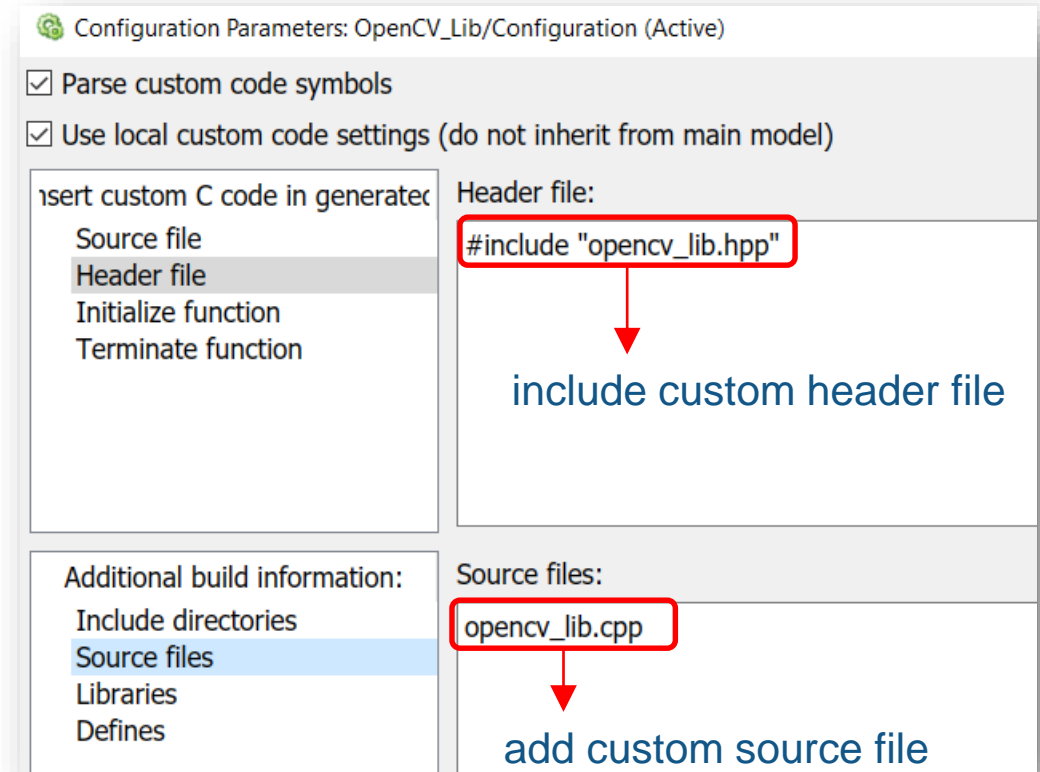 Configuration Parameters: OpenCV_Lib/Configuration (Active)
Parse custom code symbols
Use local custom code settings (do not inherit from main model)
nsert custom C code in generated
Source file
Header file
Initialize function
Terminate function
Header file:
#include "opencv_lib.hpp"
include custom header file
Additional build information:
Include directories
Source files
Libraries
Defines
Source files:
opencv_lib.cpp
add custom source file